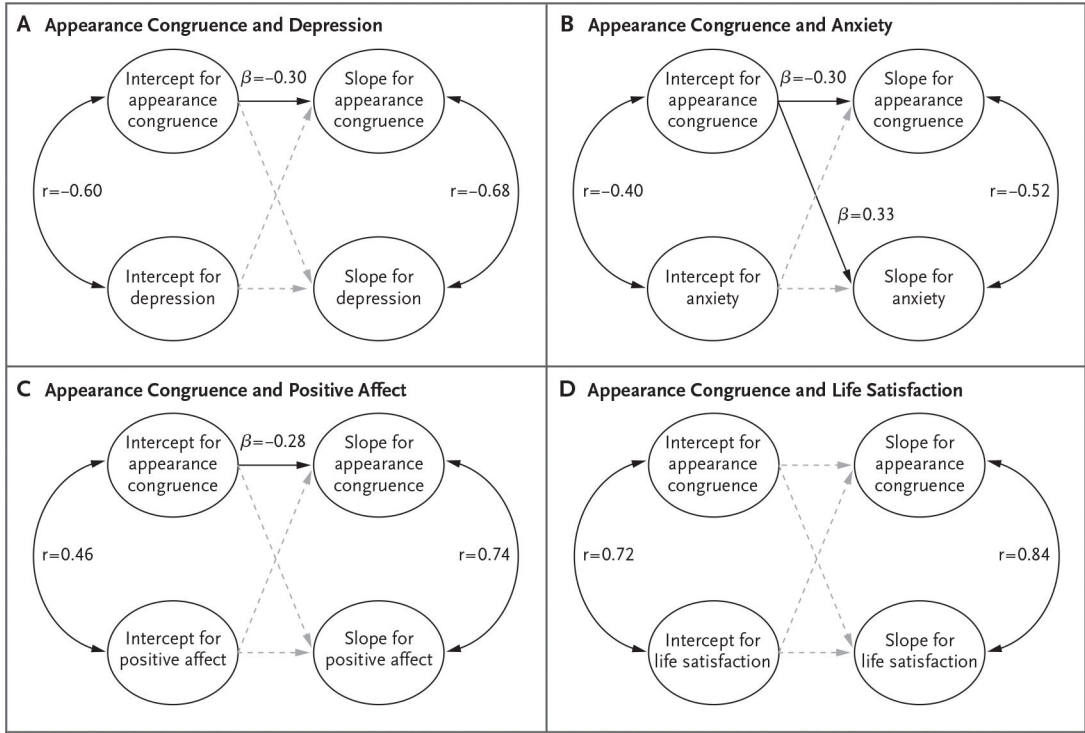 A Appearance Congruence and Depression
Intercept for
appearance
congruence
β=–0.30
Slope for
appearance
congruence
r=–0.60
r=–0.68
Intercept for
depression
Slope for
depression
B Appearance Congruence and Anxiety
Intercept for
appearance
congruence
β=–0.30
Slope for
appearance
congruence
r=–0.40
r=–0.52
β=0.33
Intercept for
anxiety
Slope for
anxiety
C Appearance Congruence and Positive Affect
Intercept for
appearance
congruence
β=–0.28
Slope for
appearance
congruence
r=0.46
r=0.74
Intercept for
positive affect
Slope for
positive affect
D Appearance Congruence and Life Satisfaction
Intercept for
appearance
congruence
Slope for
appearance
congruence
r=0.72
r=0.84
Intercept for
life satisfaction
Slope for
life satisfaction